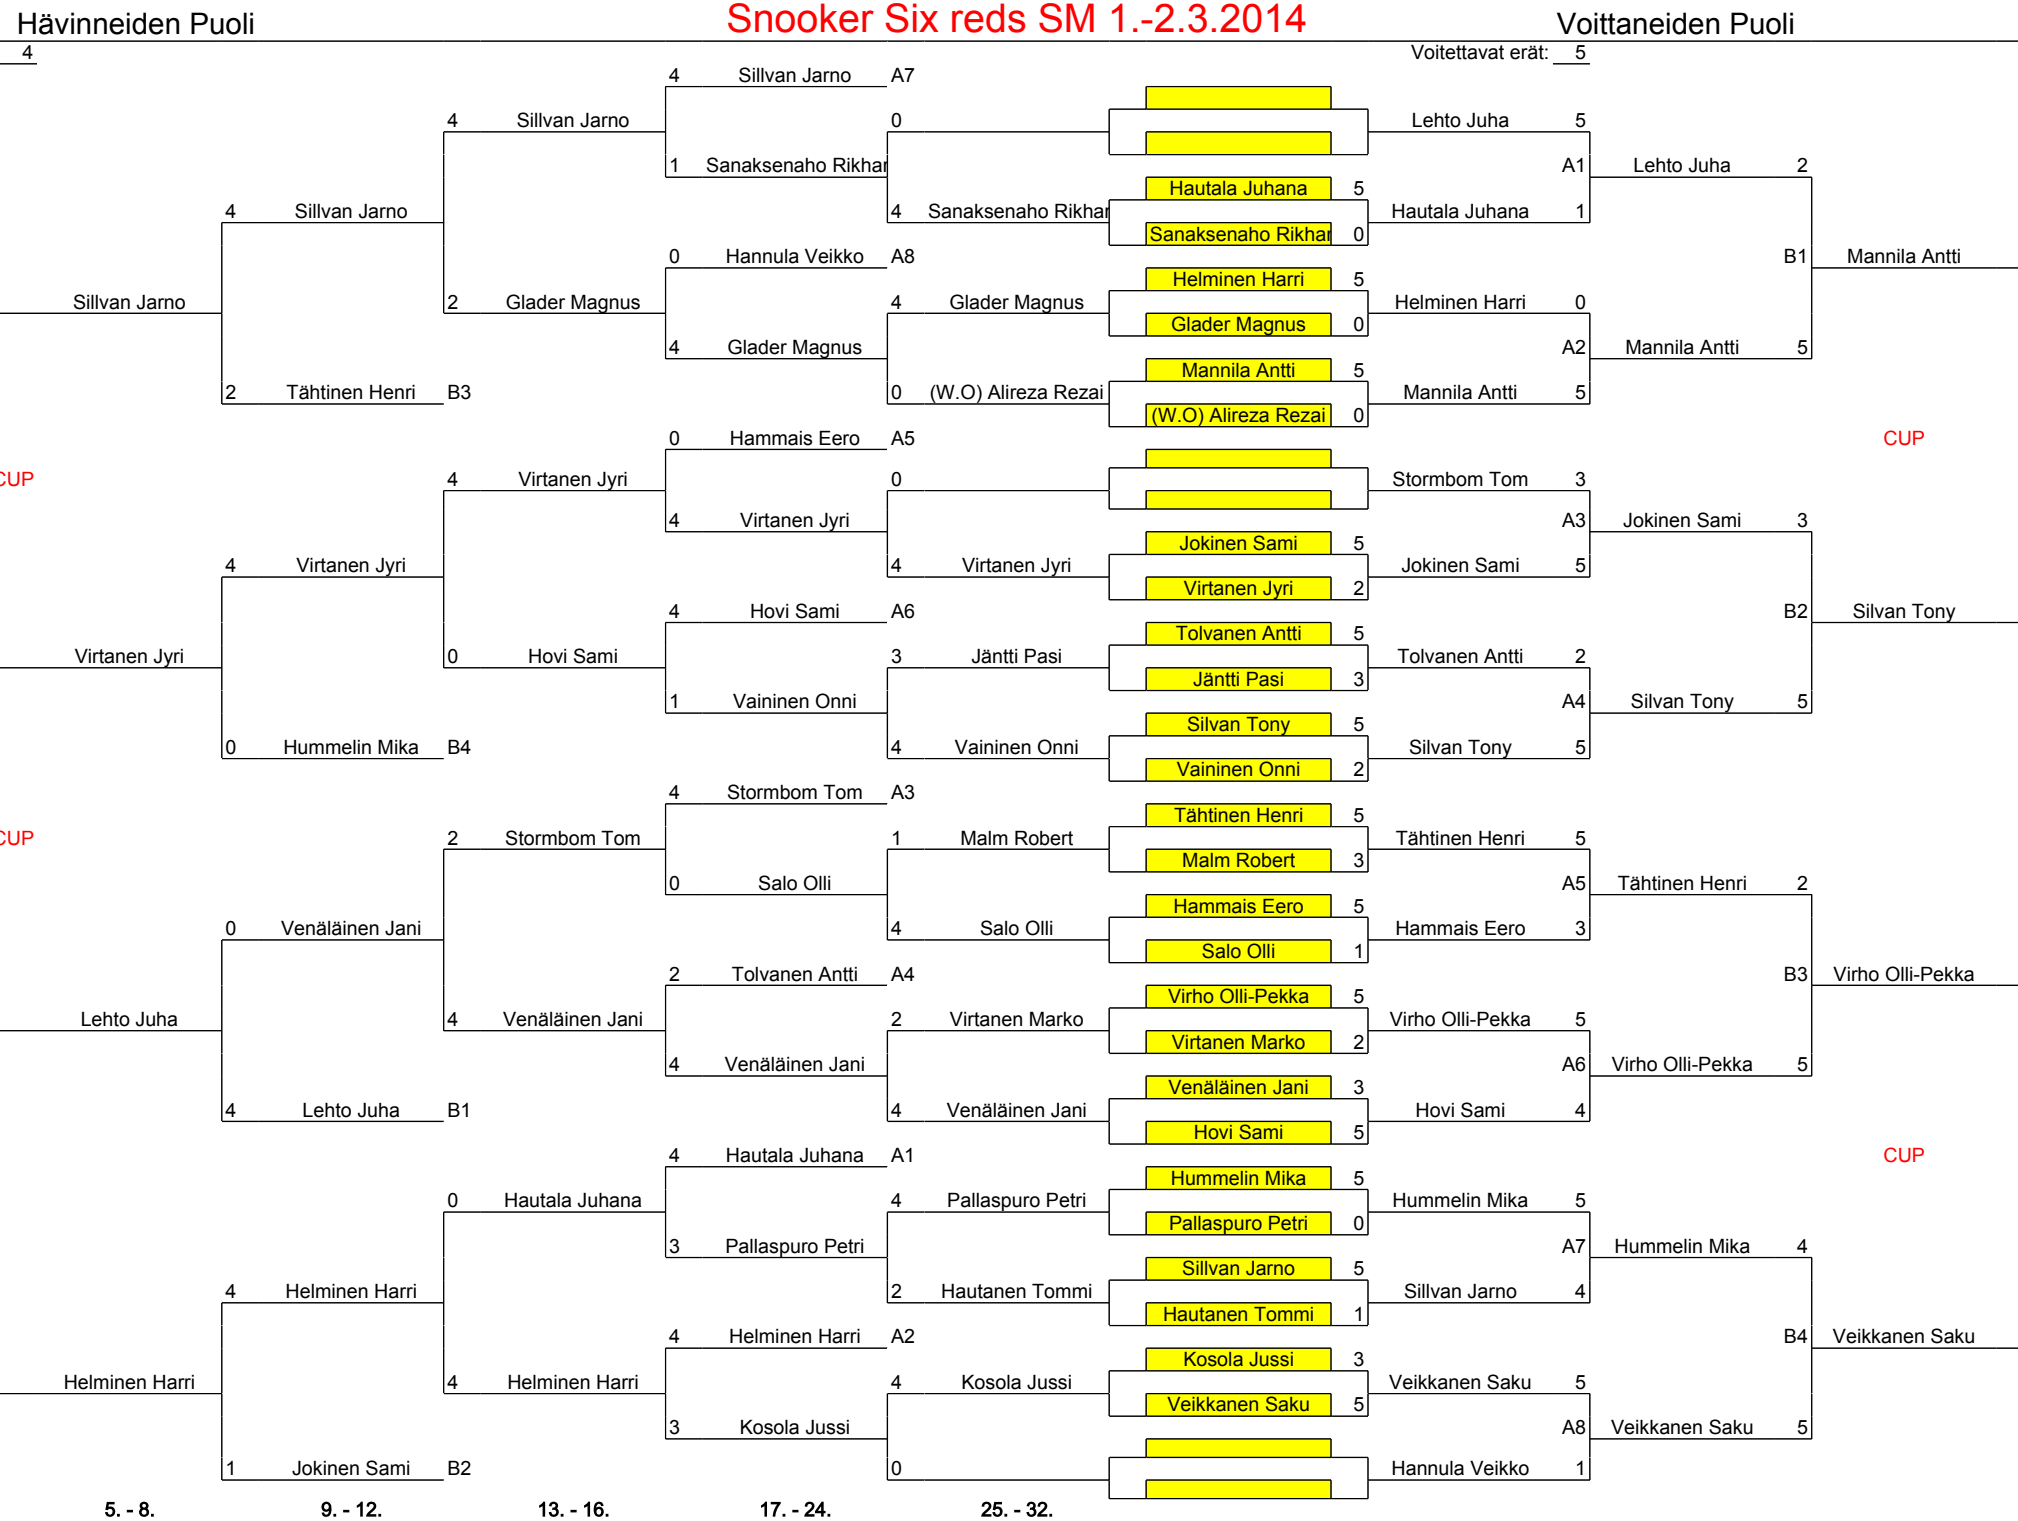 Hävinneiden Puoli Snooker Six reds SM 1.-2.3.2014 Voittaneiden Puoli
4 Voitettavat erät: 5
4 Sillvan Jarno A7
4 Sillvan Jarno 0 Lehto Juha 5
1 Sanaksenaho Rikhar A1 Lehto Juha 2
Hautala Juhana 5
4 Sillvan Jarno 4 Sanaksenaho Rikhar Hautala Juhana 1
Sanaksenaho Rikhar 0
0 Hannula Veikko A8 B1 Mannila Antti
Helminen Harri 5
Sillvan Jarno 2 Glader Magnus 4 Glader Magnus Helminen Harri 0
Glader Magnus 0
4 Glader Magnus A2 Mannila Antti 5
Mannila Antti 5
2 Tähtinen Henri B3 0 (W.O) Alireza Rezai Mannila Antti 5
(W.O) Alireza Rezai 0
0 Hammais Eero A5 CUP
CUP 4 Virtanen Jyri 0 Stormbom Tom 3
4 Virtanen Jyri A3 Jokinen Sami 3
Jokinen Sami 5
4 Virtanen Jyri 4 Virtanen Jyri Jokinen Sami 5
Virtanen Jyri 2
4 Hovi Sami A6 B2 Silvan Tony
Tolvanen Antti 5
Virtanen Jyri 0 Hovi Sami 3 Jäntti Pasi Tolvanen Antti 2
Jäntti Pasi 3
1 Vaininen Onni A4 Silvan Tony 5
Silvan Tony 5
0 Hummelin Mika B4 4 Vaininen Onni Silvan Tony 5
Vaininen Onni 2
4 Stormbom Tom A3
Tähtinen Henri 5
CUP 2 Stormbom Tom 1 Malm Robert Tähtinen Henri 5
Malm Robert 3
0 Salo Olli A5 Tähtinen Henri 2
Hammais Eero 5
0 Venäläinen Jani 4 Salo Olli Hammais Eero 3
Salo Olli 1
2 Tolvanen Antti A4 B3 Virho Olli-Pekka
Virho Olli-Pekka 5
Lehto Juha 4 Venäläinen Jani 2 Virtanen Marko Virho Olli-Pekka 5
Virtanen Marko 2
4 Venäläinen Jani A6 Virho Olli-Pekka 5
Venäläinen Jani 3
4 Lehto Juha B1 4 Venäläinen Jani Hovi Sami 4
Hovi Sami 5
4 Hautala Juhana A1 CUP
Hummelin Mika 5
0 Hautala Juhana 4 Pallaspuro Petri Hummelin Mika 5
Pallaspuro Petri 0
3 Pallaspuro Petri A7 Hummelin Mika 4
Sillvan Jarno 5
4 Helminen Harri 2 Hautanen Tommi Sillvan Jarno 4
Hautanen Tommi 1
4 Helminen Harri A2 B4 Veikkanen Saku
Kosola Jussi 3
Helminen Harri 4 Helminen Harri 4 Kosola Jussi Veikkanen Saku 5
Veikkanen Saku 5
3 Kosola Jussi A8 Veikkanen Saku 5
1 Jokinen Sami B2 0 Hannula Veikko 1
5. - 8. 9. - 12. 13. - 16. 17. - 24. 25. - 32.